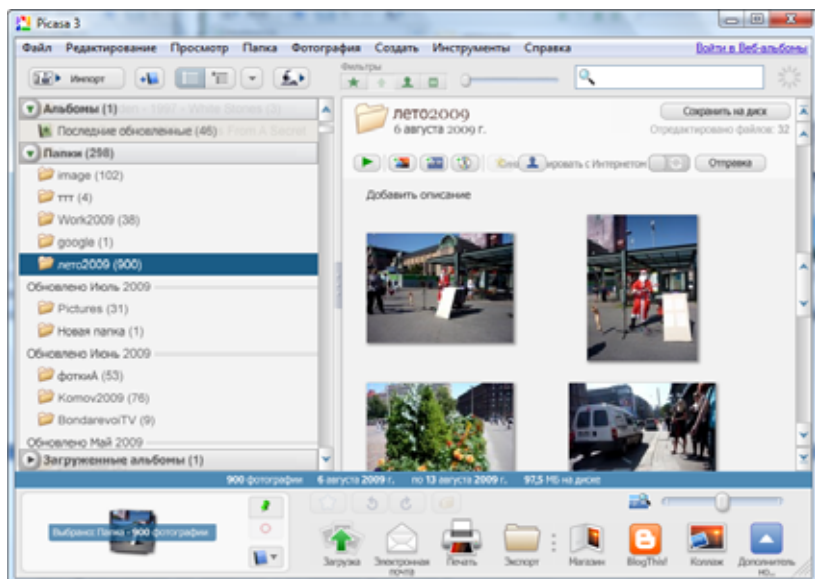 Picasa 3
Файл Редактирование Просмотр Папка Фотография Создать Инструменты Справка Войти в Веб-альбомы
Импорт
Фильтры
Альбомы (1)
Последние обновленные (46)
Папки (298)
image (102)
ттт (4)
Work2009 (38)
google (1)
лето2009 (900)
Обновлено Июль 2009
Pictures (31)
Новая папка (1)
Обновлено Июнь 2009
фоткиА (53)
Komov2009 (76)
BondarevoiTV (9)
Обновлено Май 2009
Загруженные альбомы (1)
лето2009
6 августа 2009 г.
Сохранить на диск
Отредактировано файлов: 32
с Интернетом
Отправка
Добавить описание
900 фотографии 6 августа 2009 г. по 13 августа 2009 г. 97,5 МБ на диске
Выбрано: Папка - 900 фотографии
Загрузка
Электронная почта
Печать
Экспорт
Магазин
BlogThis!
Коллаж
Дополнитель
но...